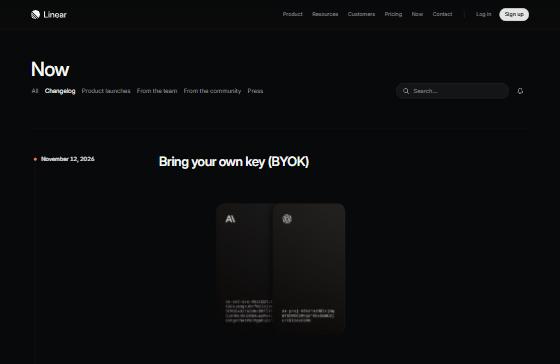 Linear
Product Resources Customers Pricing Now Contact Log in Sign up
Now
All Changelog Product launches From the team From the community Press
Search...
November 12, 2026
Bring your own key (BYOK)